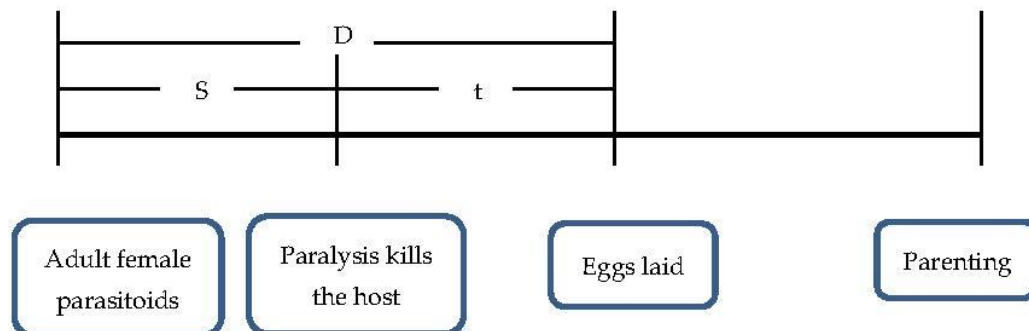 D
S
t
Adult female
parasitoids
Paralysis kills
the host
Eggs laid
Parenting